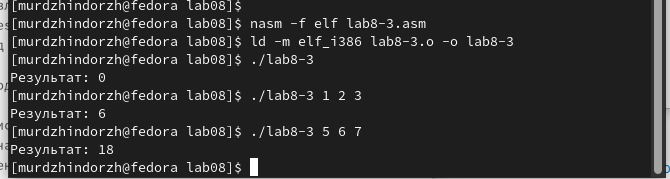 [murdzhindorzh@fedora lab08]$
[murdzhindorzh@fedora lab08]$ nasm -f elf lab8-3.asm
[murdzhindorzh@fedora lab08]$ ld -m elf_i386 lab8-3.o -o lab8-3
[murdzhindorzh@fedora lab08]$ ./lab8-3
Результат: 0
[murdzhindorzh@fedora lab08]$ ./lab8-3 1 2 3
Результат: 6
[murdzhindorzh@fedora lab08]$ ./lab8-3 5 6 7
Результат: 18
[murdzhindorzh@fedora lab08]$